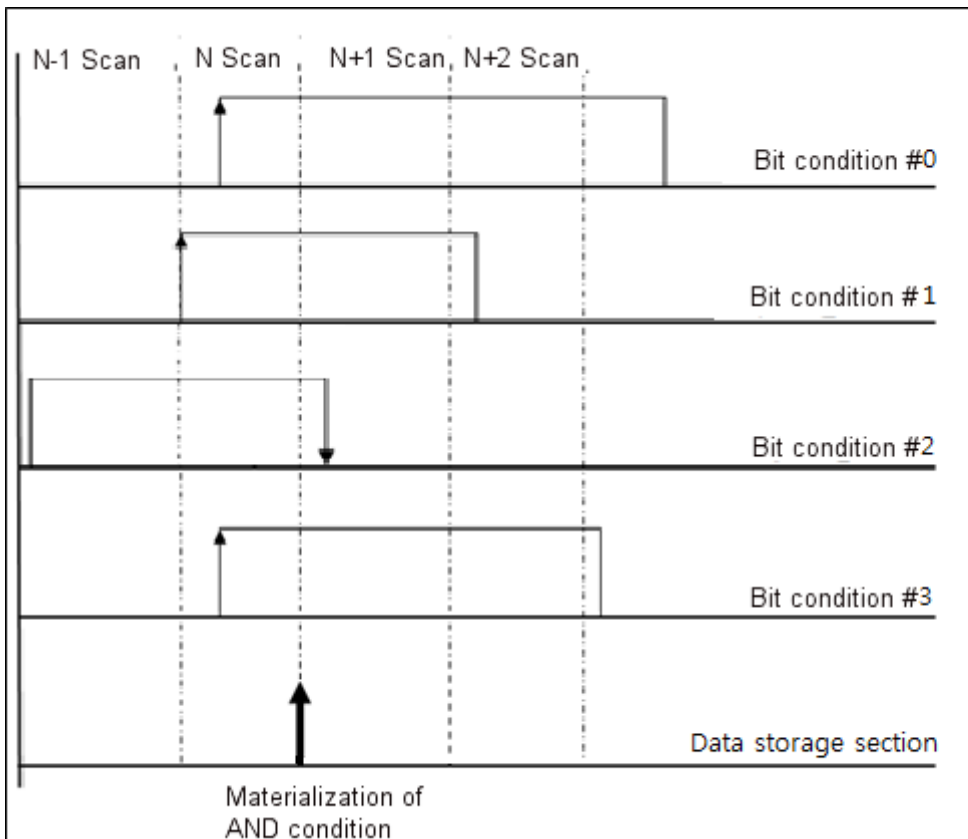 N-1 Scan N Scan N+1 Scan N+2 Scan
Bit condition #0
Bit condition #1
Bit condition #2
Bit condition #3
Data storage section
Materialization of
AND condition